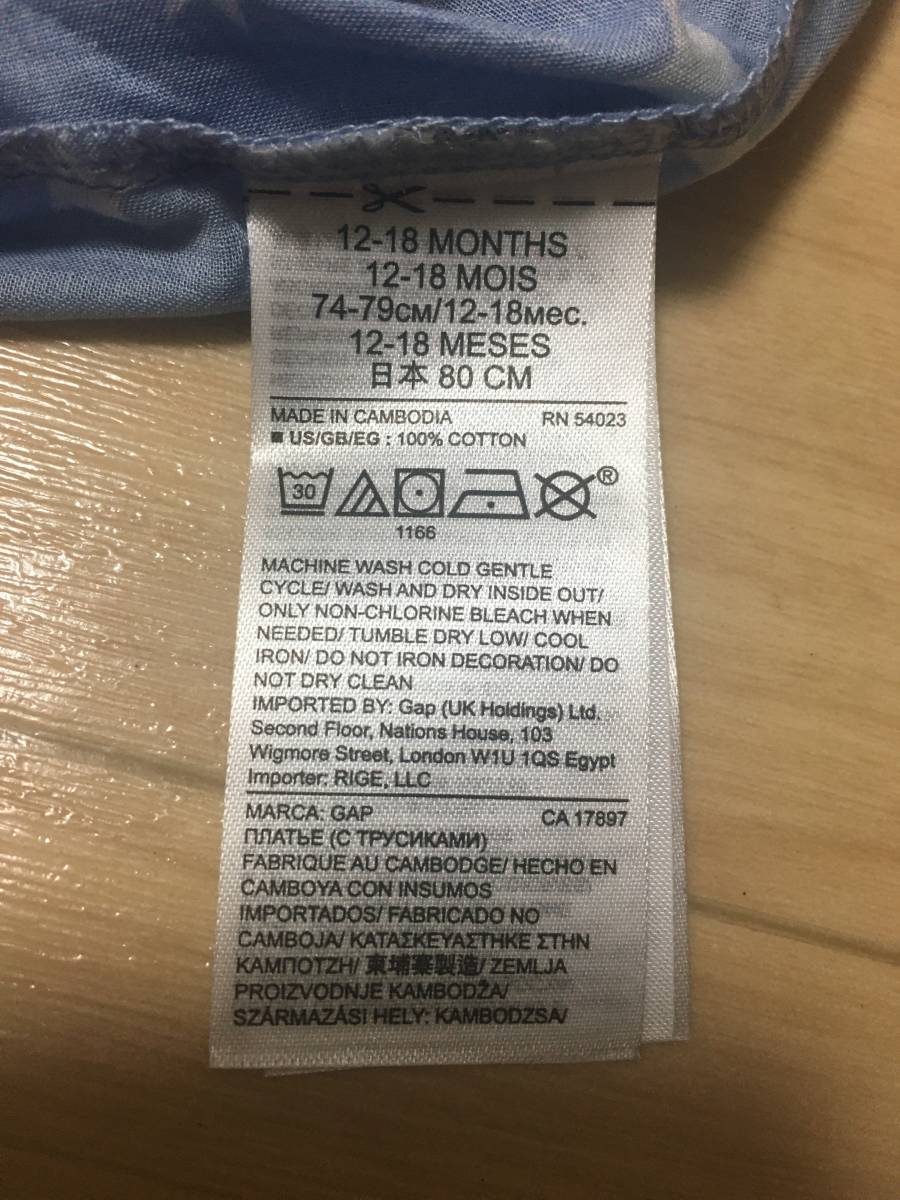 12-18 MONTHS
12-18 MOIS
74-79см/12-18мес.
12-18 MESES
日本 80 CM
MADE IN CAMBODIA RN 54023
■ US/GB/EG : 100% COTTON
30
®
1166
MACHINE WASH COLD GENTLE
CYCLE/ WASH AND DRY INSIDE OUT/
ONLY NON-CHLORINE BLEACH WHEN
NEEDED/ TUMBLE DRY LOW/ COOL
IRON/ DO NOT IRON DECORATION/ DO
NOT DRY CLEAN
IMPORTED BY: Gap (UK Holdings) Ltd.
Second Floor, Nations House, 103
Wigmore Street, London W1U 1QS Egypt
Importer: RIGE, LLC
MARCA: GAP CA 17897
ПЛАТЬЕ (С ТРУСИКАМИ)
FABRIQUE AU CAMBODGE/ HECHO EN
CAMBOYA CON INSUMOS
IMPORTADOS/ FABRICADO NO
CAMBOJA/ ΚΑΤΑΣΚΕΥΑΣΤΗΚΕ ΣΤΗΝ
ΚΑΜΠΟΤΖΗ/ 柬埔寨製造/ ZEMLJA
PROIZVODNJE KAMBODŽA/
SZÁRMAZÁSI HELY: KAMBODZSA/